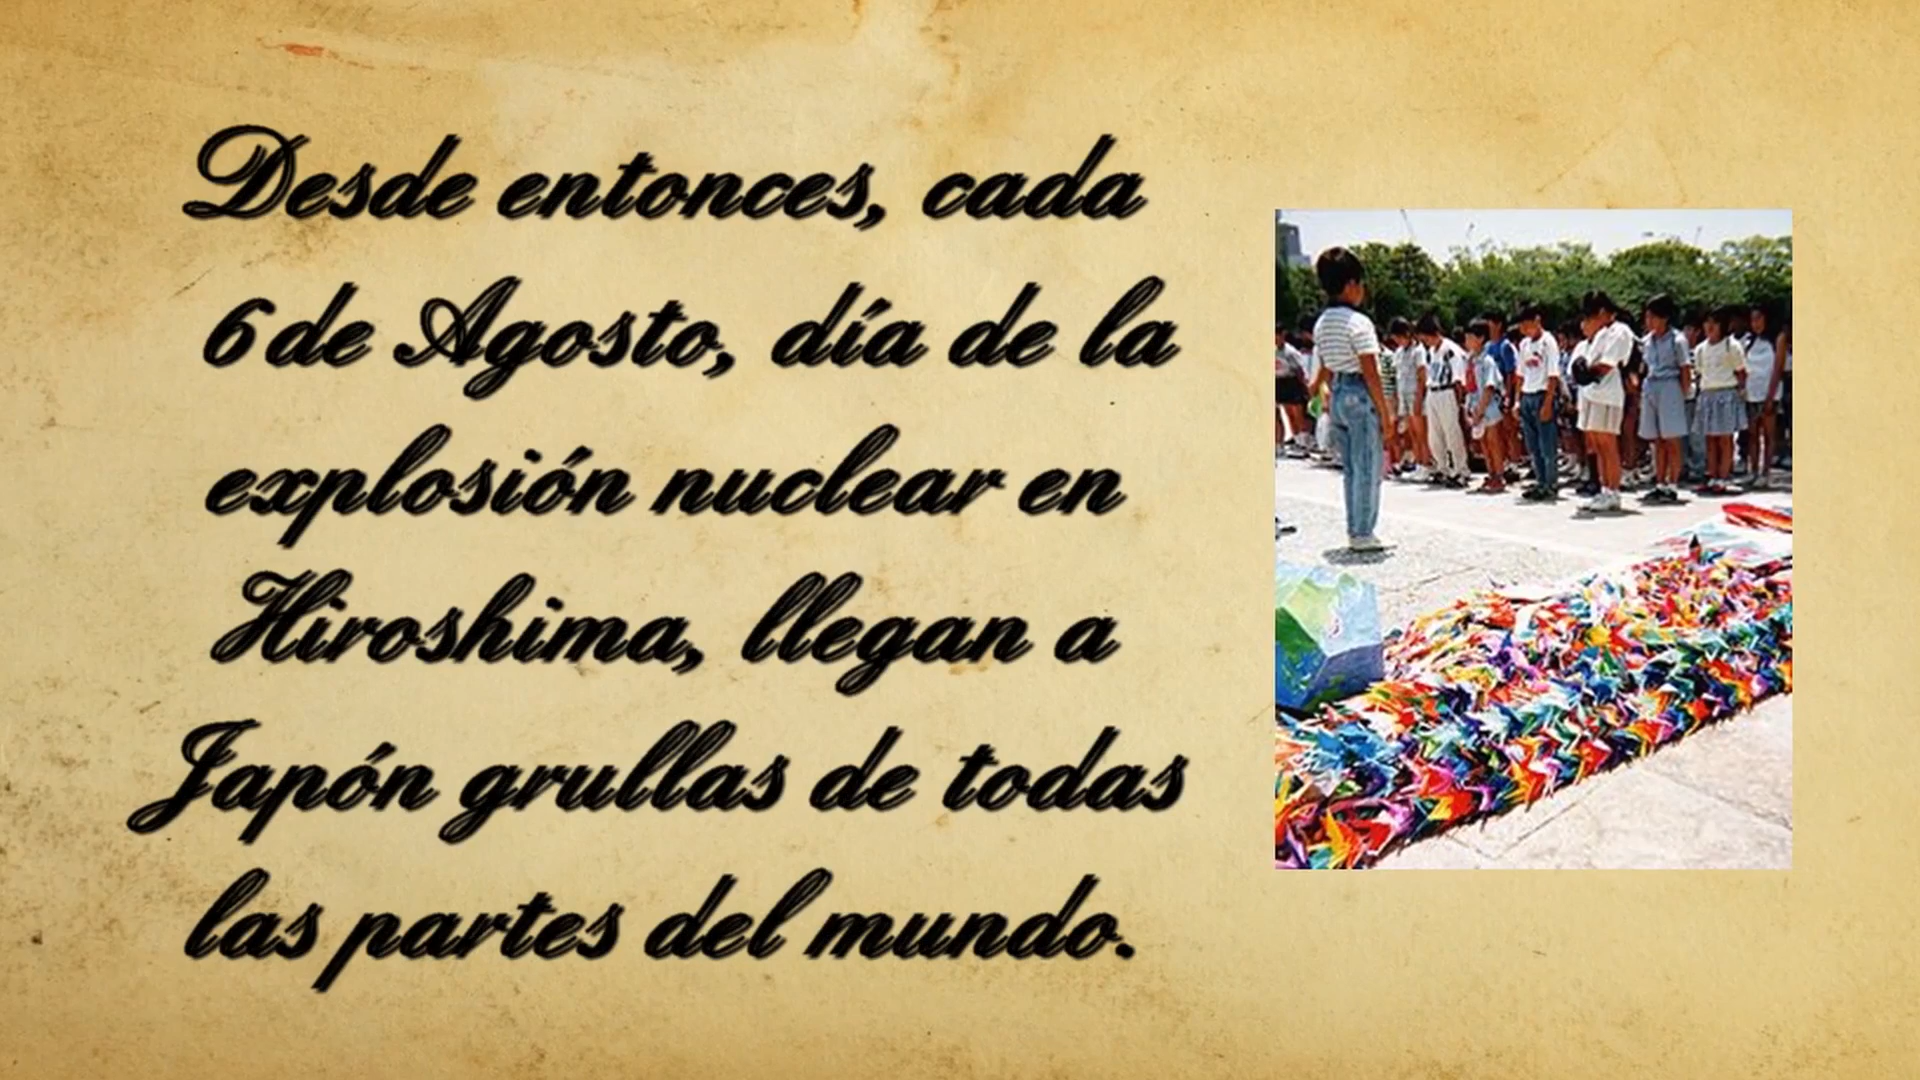 Desde entonces, cada
6 de Agosto, día de la
explosión nuclear en
Hiroshima, llegan a
Japón grullas de todas
las partes del mundo.